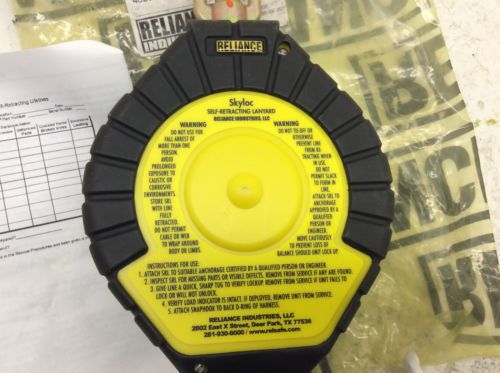 RELIANCE
Skyloc
SELF-RETRACTING LANYARD
RELIANCE INDUSTRIES, LLC
WARNING
DO NOT USE FOR
FALL ARREST OF
MORE THAN ONE
PERSON.
AVOID
PROLONGED
EXPOSURE TO
CAUSTIC OR
CORROSIVE
ENVIRONMENTS.
STORE SRL
WITH LINE
FULLY
RETRACTED.
DO NOT PERMIT
CABLE OR WEB
TO WRAP AROUND
BODY OR LIMBS.
WARNING
DO NOT TIE-OFF OR
OTHERWISE
PREVENT LINE
FROM RE-
TRACTING WHEN
IN USE.
DO NOT
PERMIT SLACK
TO FORM IN
LINE.
ATTACH SRL TO
ANCHORAGE
APPROVED BY A
QUALIFIED
PERSON OR
ENGINEER.
MOVE CAUTIOUSLY
TO PREVENT LOSS OF
BALANCE SHOULD UNIT LOCK UP
INSTRUCTIONS FOR USE:
1. ATTACH SRL TO SUITABLE ANCHORAGE CERTIFIED BY A QUALIFIED PERSON OR ENGINEER.
2. INSPECT SRL FOR MISSING PARTS OR VISIBLE DEFECTS. REMOVE FROM SERVICE IF ANY ARE FOUND.
3. GIVE LINE A QUICK, SHARP TUG TO VERIFY LOCKUP. REMOVE FROM SERVICE IF UNIT FAILS TO
LOCK OR WILL NOT UNLOCK.
4. VERIFY LOAD INDICATOR IS INTACT. IF DEPLOYED, REMOVE UNIT FROM SERVICE.
5. ATTACH SNAPHOOK TO BACK D-RING OF HARNESS.
RELIANCE INDUSTRIES, LLC
2802 East X Street, Deer Park, TX 77536
281-930-8000 / www.relsafe.com
RELIANCE
-Retracting Lifelines
Part Number